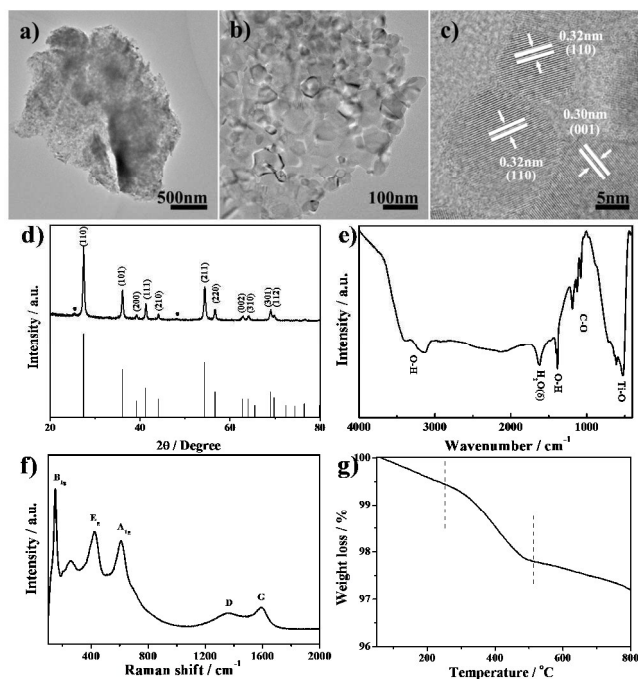 a)
500nm
b)
100nm
c)
0.32nm
(110)
0.30nm
(001)
0.32nm
(110)
5nm
d)
Intensity / a.u.
(110)
(101)
(200)
(111)
(210)
(211)
(220)
(002)
(310)
(301)
(112)
20 30 40 50 60 70 80
2θ / Degree
e)
Intensity / a.u.
O-H
H2O(δ)
O-H
C-O
Ti-O
4000 3000 2000 1000
Wavenumber / cm-1
f)
Intensity / a.u.
B1g
Eg
A1g
D
G
400 800 1200 1600 2000
Raman shift / cm-1
g)
Weight loss / %
100
99
98
97
96
200 400 600 800
Temperature / °C